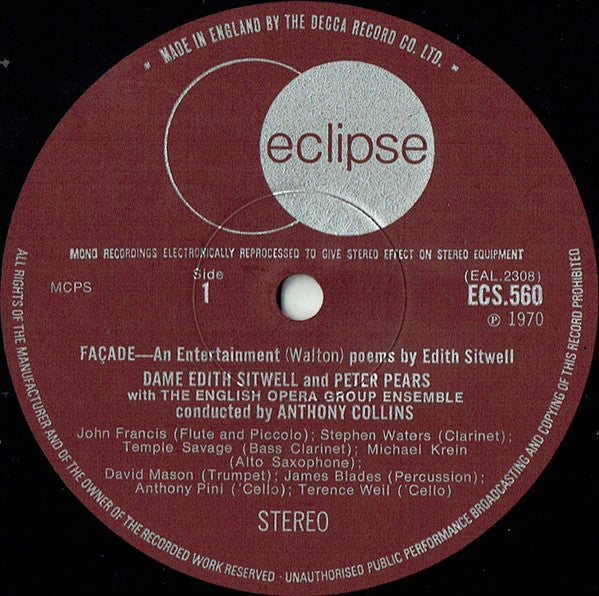 • MADE IN ENGLAND BY THE DECCA RECORD CO. LTD. •
eclipse
MONO RECORDINGS ELECTRONICALLY REPROCESSED TO GIVE STEREO EFFECT ON STEREO EQUIPMENT
MCPS
Side
1
(EAL.2308)
ECS.560
℗ 1970
FAÇADE—An Entertainment (Walton) poems by Edith Sitwell
DAME EDITH SITWELL and PETER PEARS
with THE ENGLISH OPERA GROUP ENSEMBLE
conducted by ANTHONY COLLINS
John Francis (Flute and Piccolo); Stephen Waters (Clarinet);
Temple Savage (Bass Clarinet); Michael Krein
(Alto Saxophone);
David Mason (Trumpet); James Blades (Percussion);
Anthony Pini ('Cello); Terence Weil ('Cello)
STEREO
ALL RIGHTS OF THE MANUFACTURER AND OF THE OWNER OF THE RECORDED WORK RESERVED · UNAUTHORISED PUBLIC PERFORMANCE BROADCASTING AND COPYING OF THIS RECORD PROHIBITED